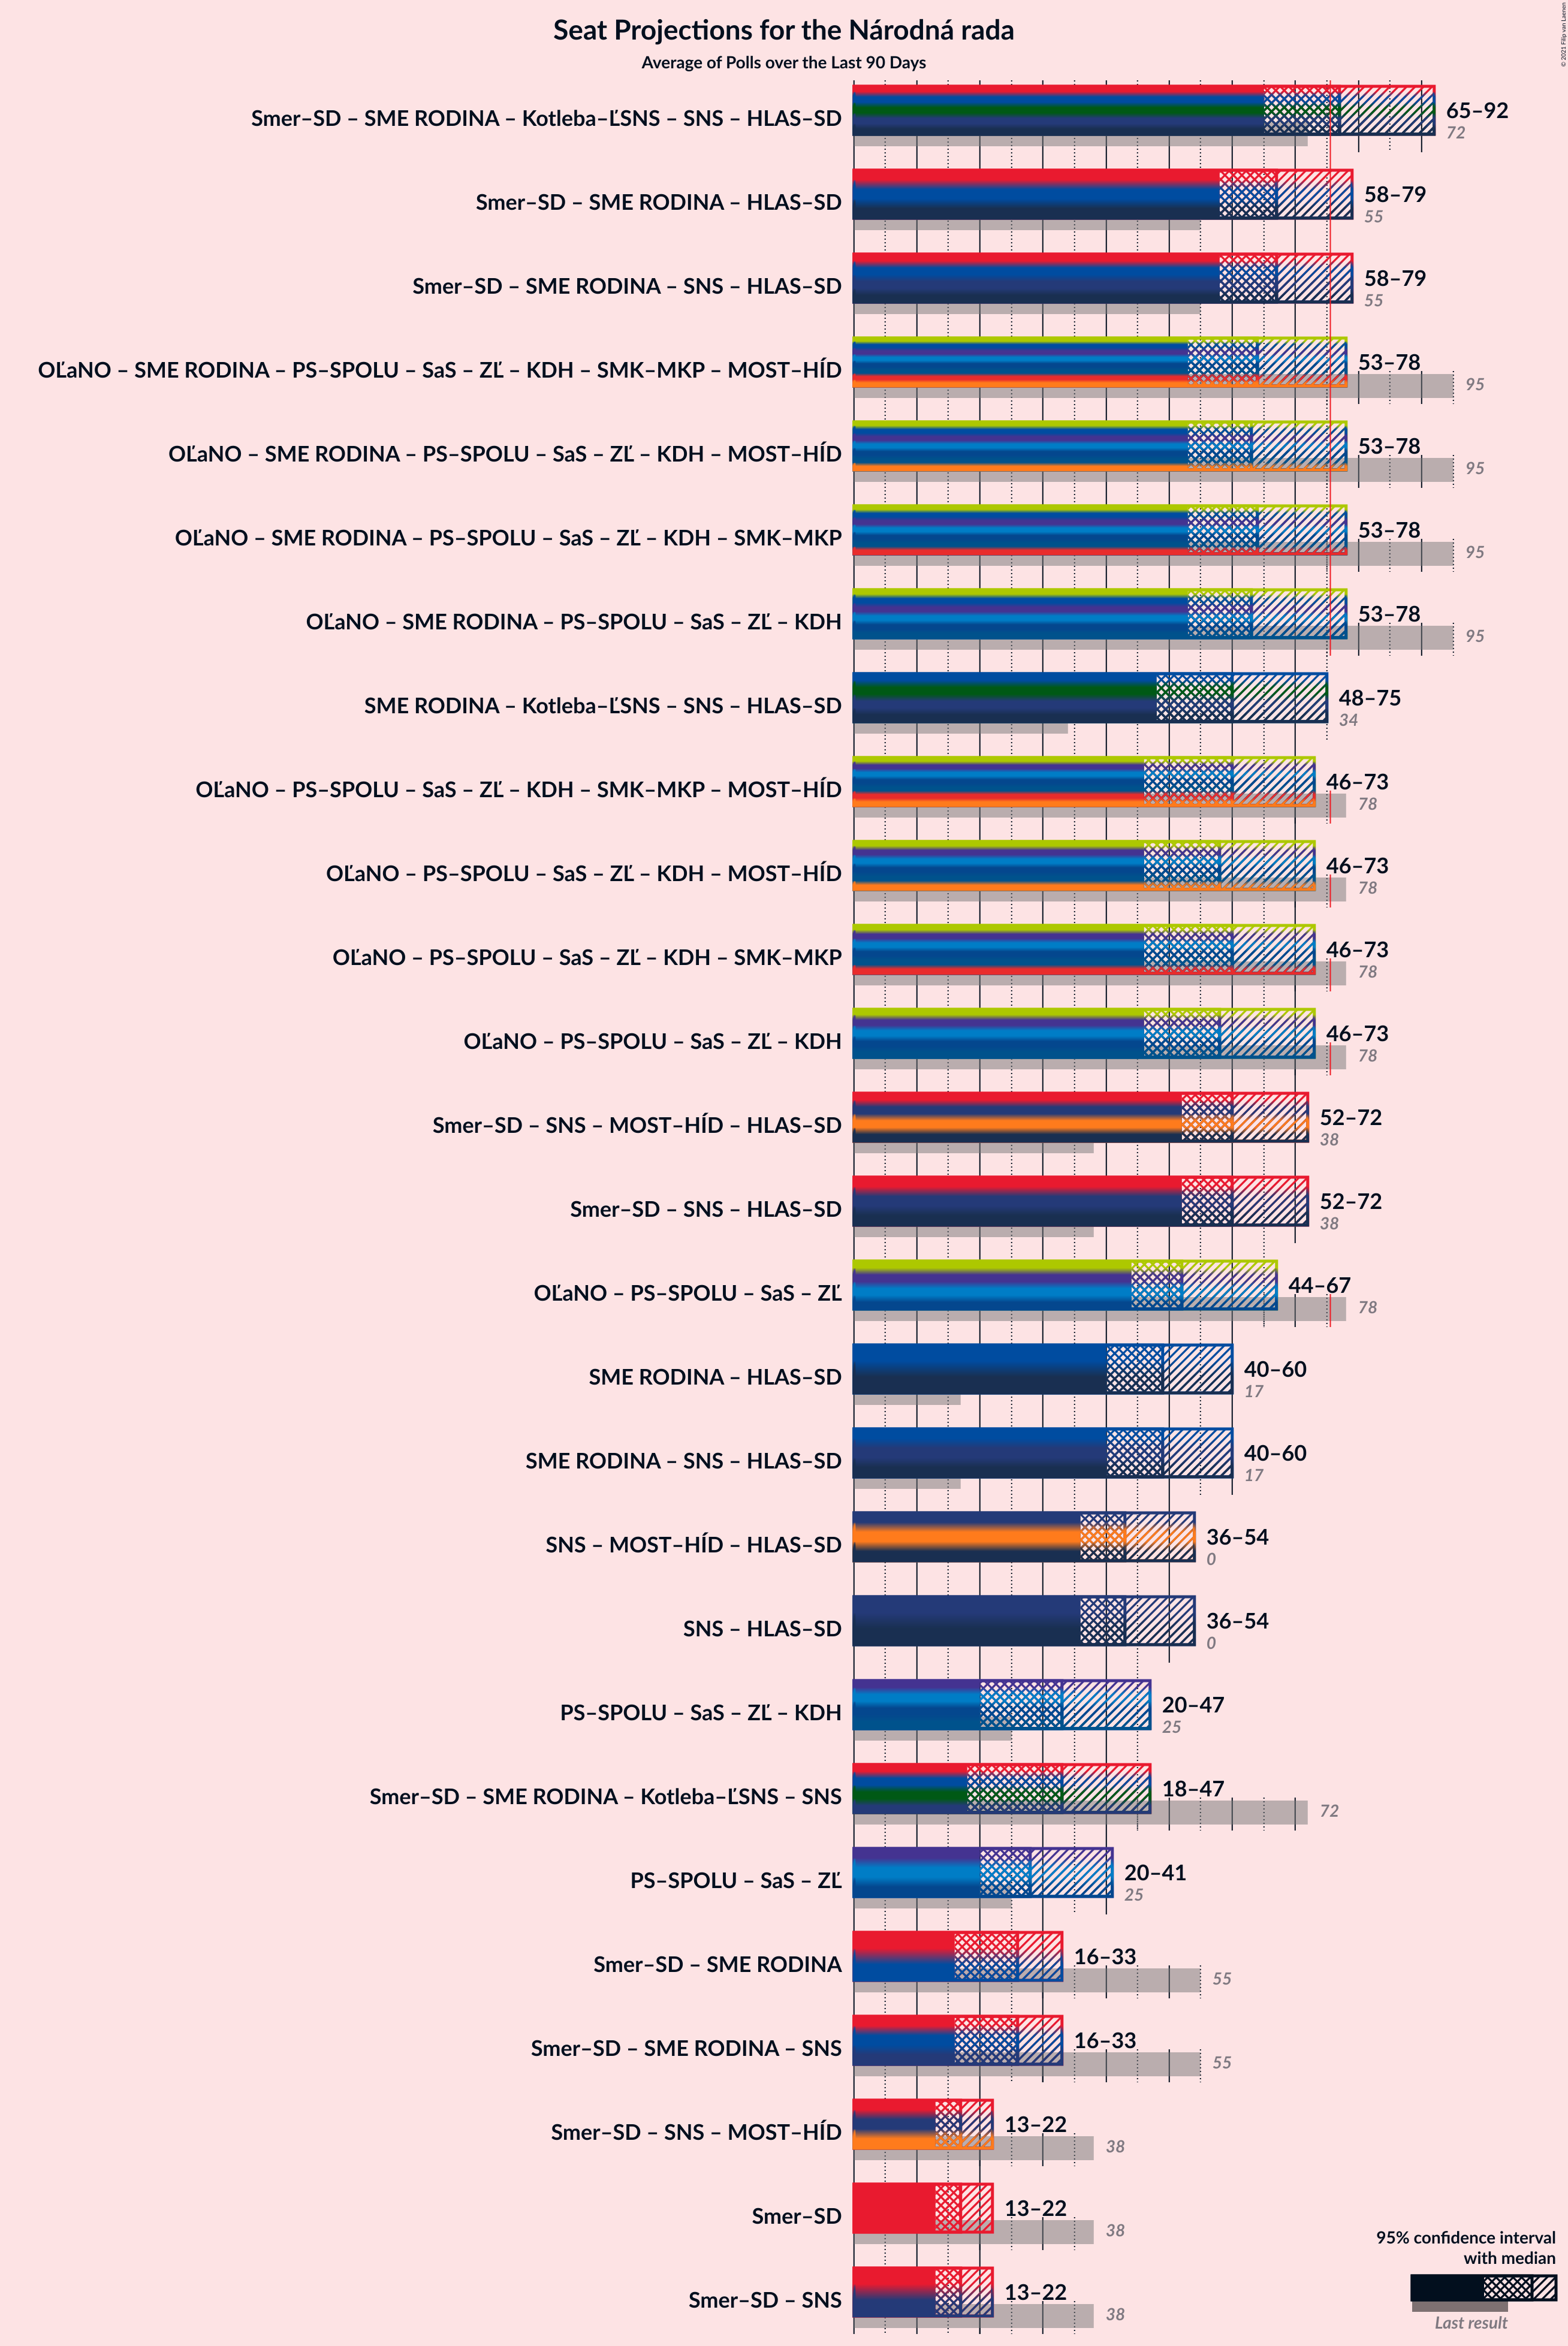 Seat Projections for the Národná rada
Average of Polls over the Last 90 Days
© 2021 Filip van Laenen
Smer–SD – SME RODINA – Kotleba–ĽSNS – SNS – HLAS–SD
65–92
72
Smer–SD – SME RODINA – HLAS–SD
58–79
55
Smer–SD – SME RODINA – SNS – HLAS–SD
58–79
55
OĽaNO – SME RODINA – PS–SPOLU – SaS – ZĽ – KDH – SMK–MKP – MOST–HÍD
53–78
95
OĽaNO – SME RODINA – PS–SPOLU – SaS – ZĽ – KDH – MOST–HÍD
53–78
95
OĽaNO – SME RODINA – PS–SPOLU – SaS – ZĽ – KDH – SMK–MKP
53–78
95
OĽaNO – SME RODINA – PS–SPOLU – SaS – ZĽ – KDH
53–78
95
SME RODINA – Kotleba–ĽSNS – SNS – HLAS–SD
48–75
34
OĽaNO – PS–SPOLU – SaS – ZĽ – KDH – SMK–MKP – MOST–HÍD
46–73
78
OĽaNO – PS–SPOLU – SaS – ZĽ – KDH – MOST–HÍD
46–73
78
OĽaNO – PS–SPOLU – SaS – ZĽ – KDH – SMK–MKP
46–73
78
OĽaNO – PS–SPOLU – SaS – ZĽ – KDH
46–73
78
Smer–SD – SNS – MOST–HÍD – HLAS–SD
52–72
38
Smer–SD – SNS – HLAS–SD
52–72
38
OĽaNO – PS–SPOLU – SaS – ZĽ
44–67
78
SME RODINA – HLAS–SD
40–60
17
SME RODINA – SNS – HLAS–SD
40–60
17
SNS – MOST–HÍD – HLAS–SD
36–54
0
SNS – HLAS–SD
36–54
0
PS–SPOLU – SaS – ZĽ – KDH
20–47
25
Smer–SD – SME RODINA – Kotleba–ĽSNS – SNS
18–47
72
PS–SPOLU – SaS – ZĽ
20–41
25
Smer–SD – SME RODINA
16–33
55
Smer–SD – SME RODINA – SNS
16–33
55
Smer–SD – SNS – MOST–HÍD
13–22
38
Smer–SD
13–22
38
Smer–SD – SNS
13–22
38
95% confidence interval
with median
Last result